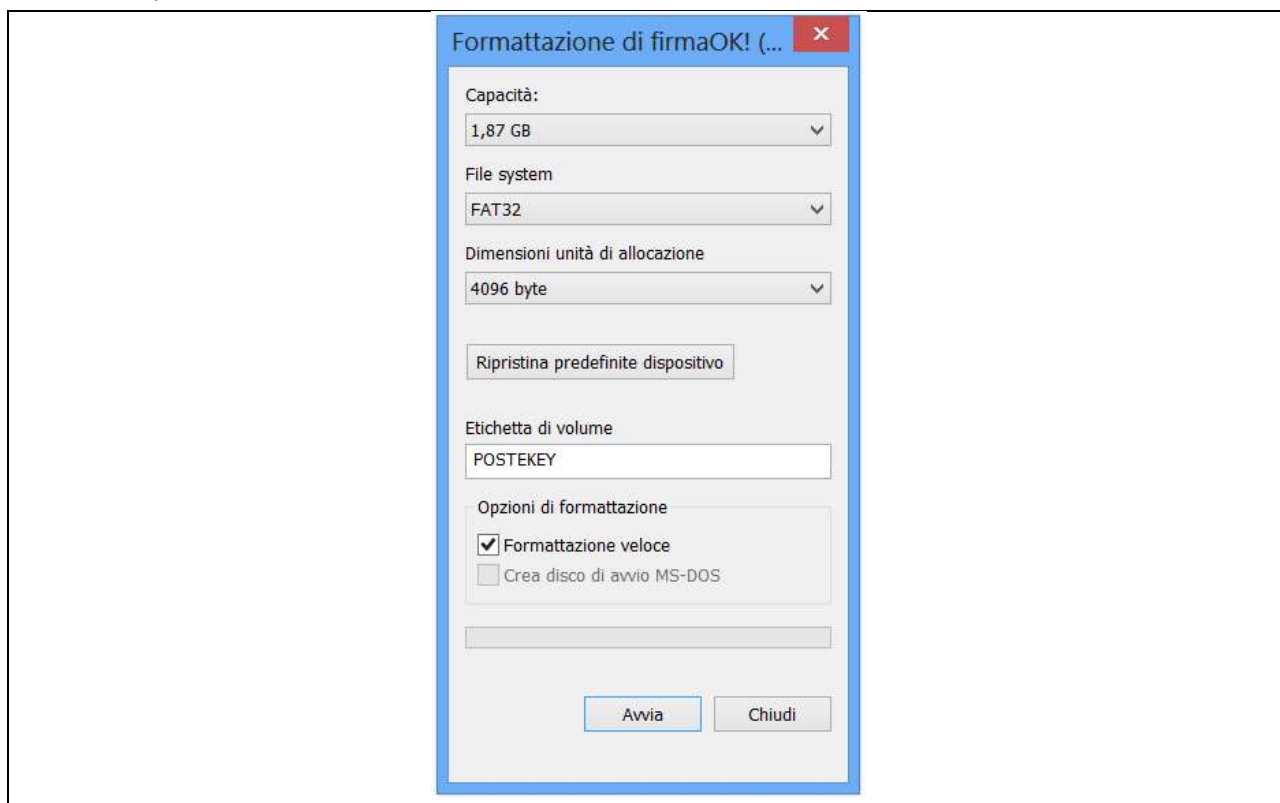 Formattazione di firmaOK! (...
Capacità:
1,87 GB
File system
FAT32
Dimensioni unità di allocazione
4096 byte
Ripristina predefinite dispositivo
Etichetta di volume
POSTEKEY
Opzioni di formattazione
Formattazione veloce
Crea disco di avvio MS-DOS
Avvia Chiudi